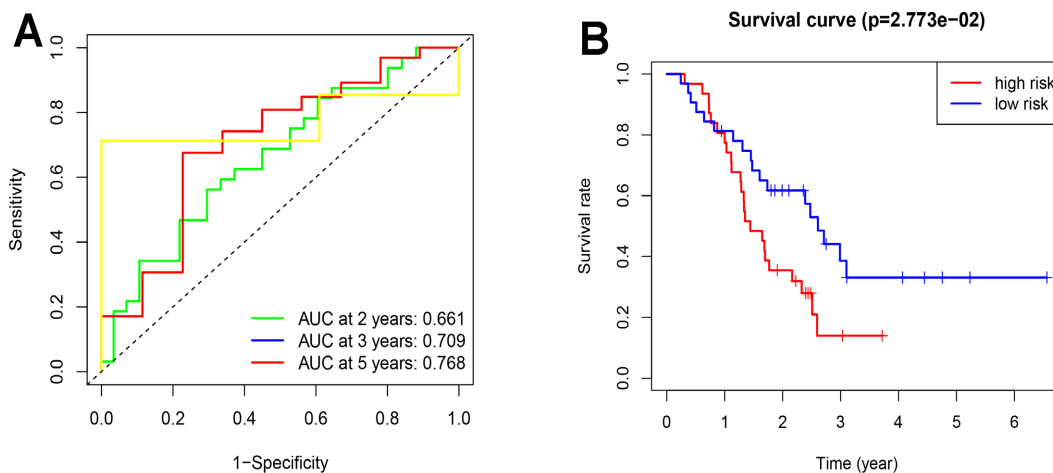 A
1.0
0.8
0.6
0.4
0.2
0.0
Sensitivity
AUC at 2 years: 0.661
AUC at 3 years: 0.709
AUC at 5 years: 0.768
0.0 0.2 0.4 0.6 0.8 1.0
1−Specificity
B
Survival curve (p=2.773e−02)
high risk
low risk
1.0
0.8
0.6
0.4
0.2
0.0
Survival rate
0 1 2 3 4 5 6
Time (year)